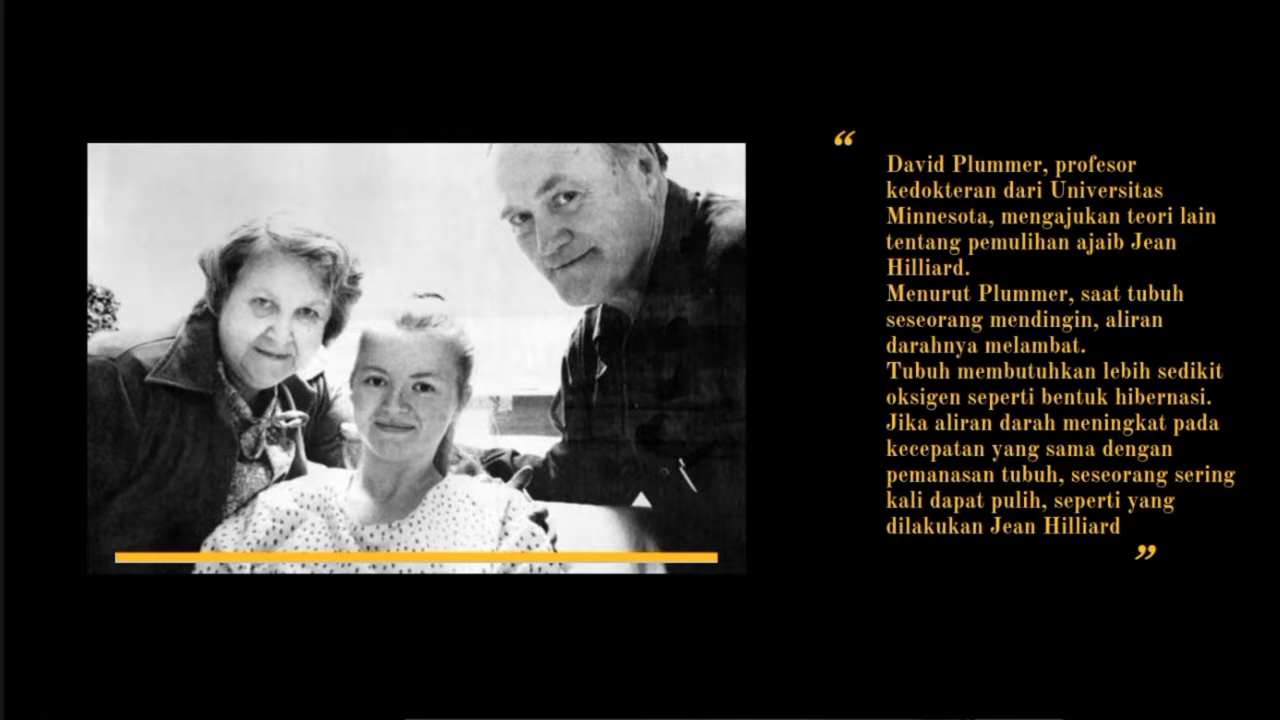 “
David Plummer, profesor
kedokteran dari Universitas
Minnesota, mengajukan teori lain
tentang pemulihan ajaib Jean
Hilliard.
Menurut Plummer, saat tubuh
seseorang mendingin, aliran
darahnya melambat.
Tubuh membutuhkan lebih sedikit
oksigen seperti bentuk hibernasi.
Jika aliran darah meningkat pada
kecepatan yang sama dengan
pemanasan tubuh, seseorang sering
kali dapat pulih, seperti yang
dilakukan Jean Hilliard
”